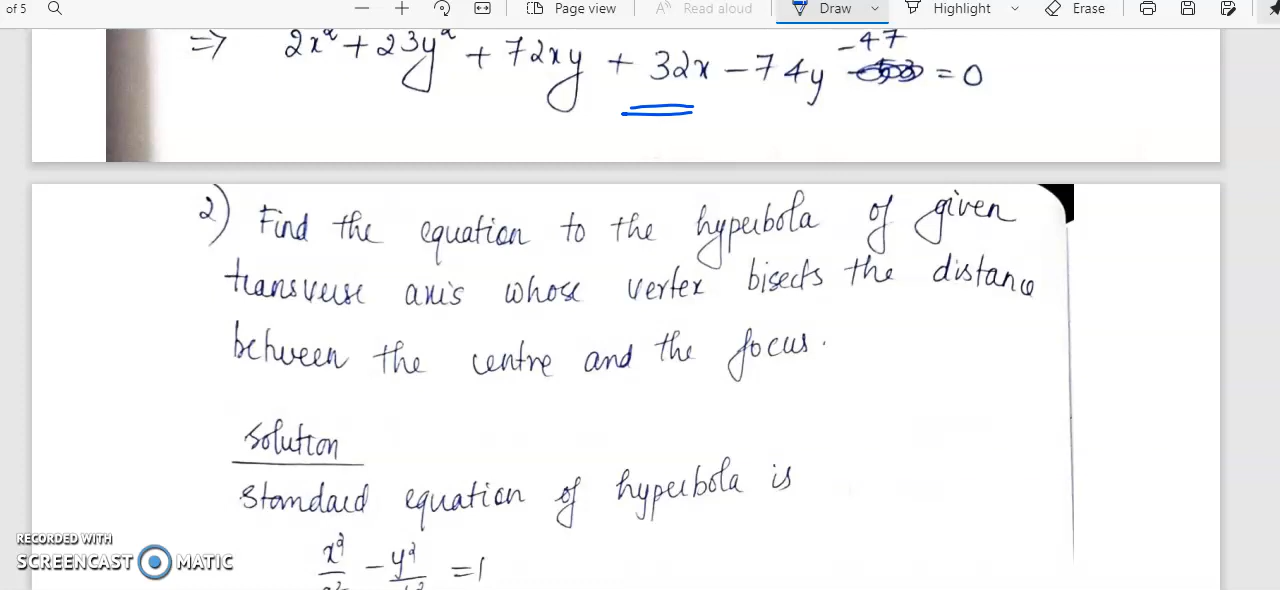 of 5 Page view Read aloud Draw Highlight Erase
⇒ 2x² + 23y² + 72xy + 32x − 74y −47 = 0
2) Find the equation to the hyperbola of given
transverse axis whose vertex bisects the distance
between the centre and the focus.
Solution
Standard equation of hyperbola is
x²/a² − y²/b² = 1
RECORDED WITH
SCREENCAST MATIC